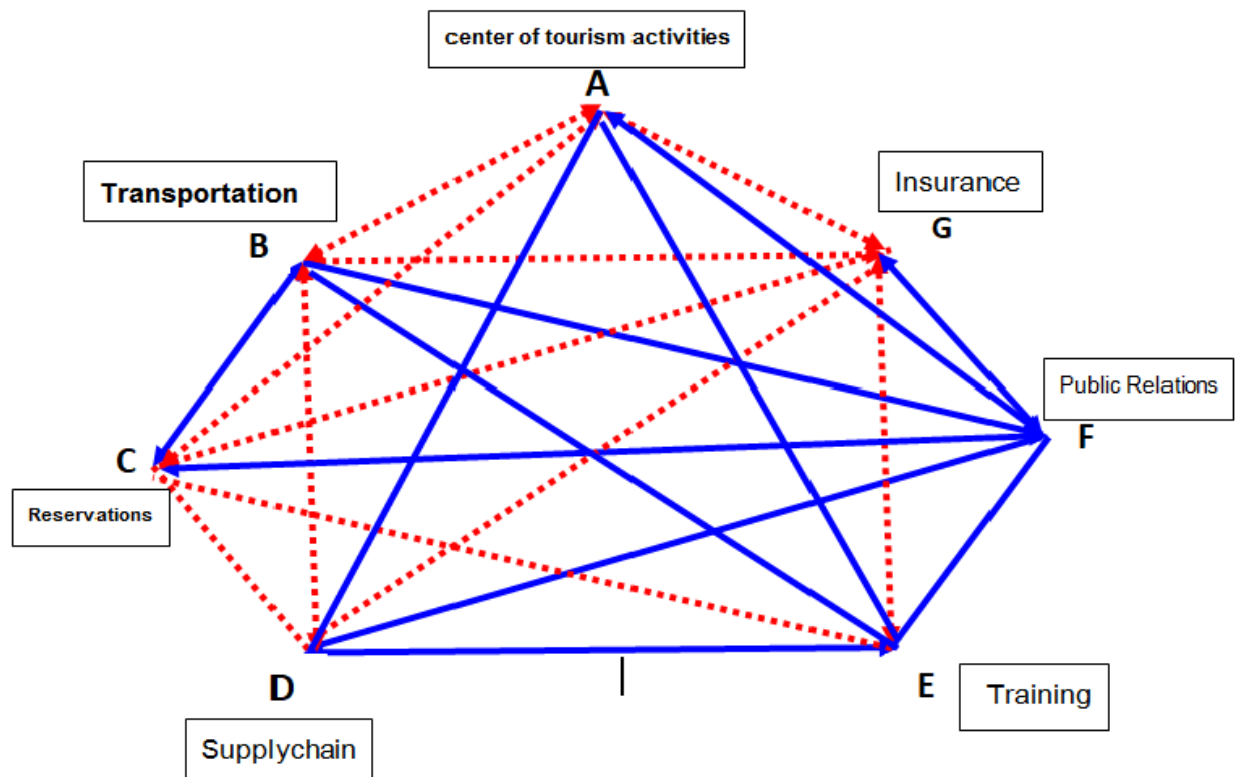 center of tourism activities
A
Transportation
Insurance
B
G
Public Relations
F
C
Reservations
D
E
Training
Supplychain